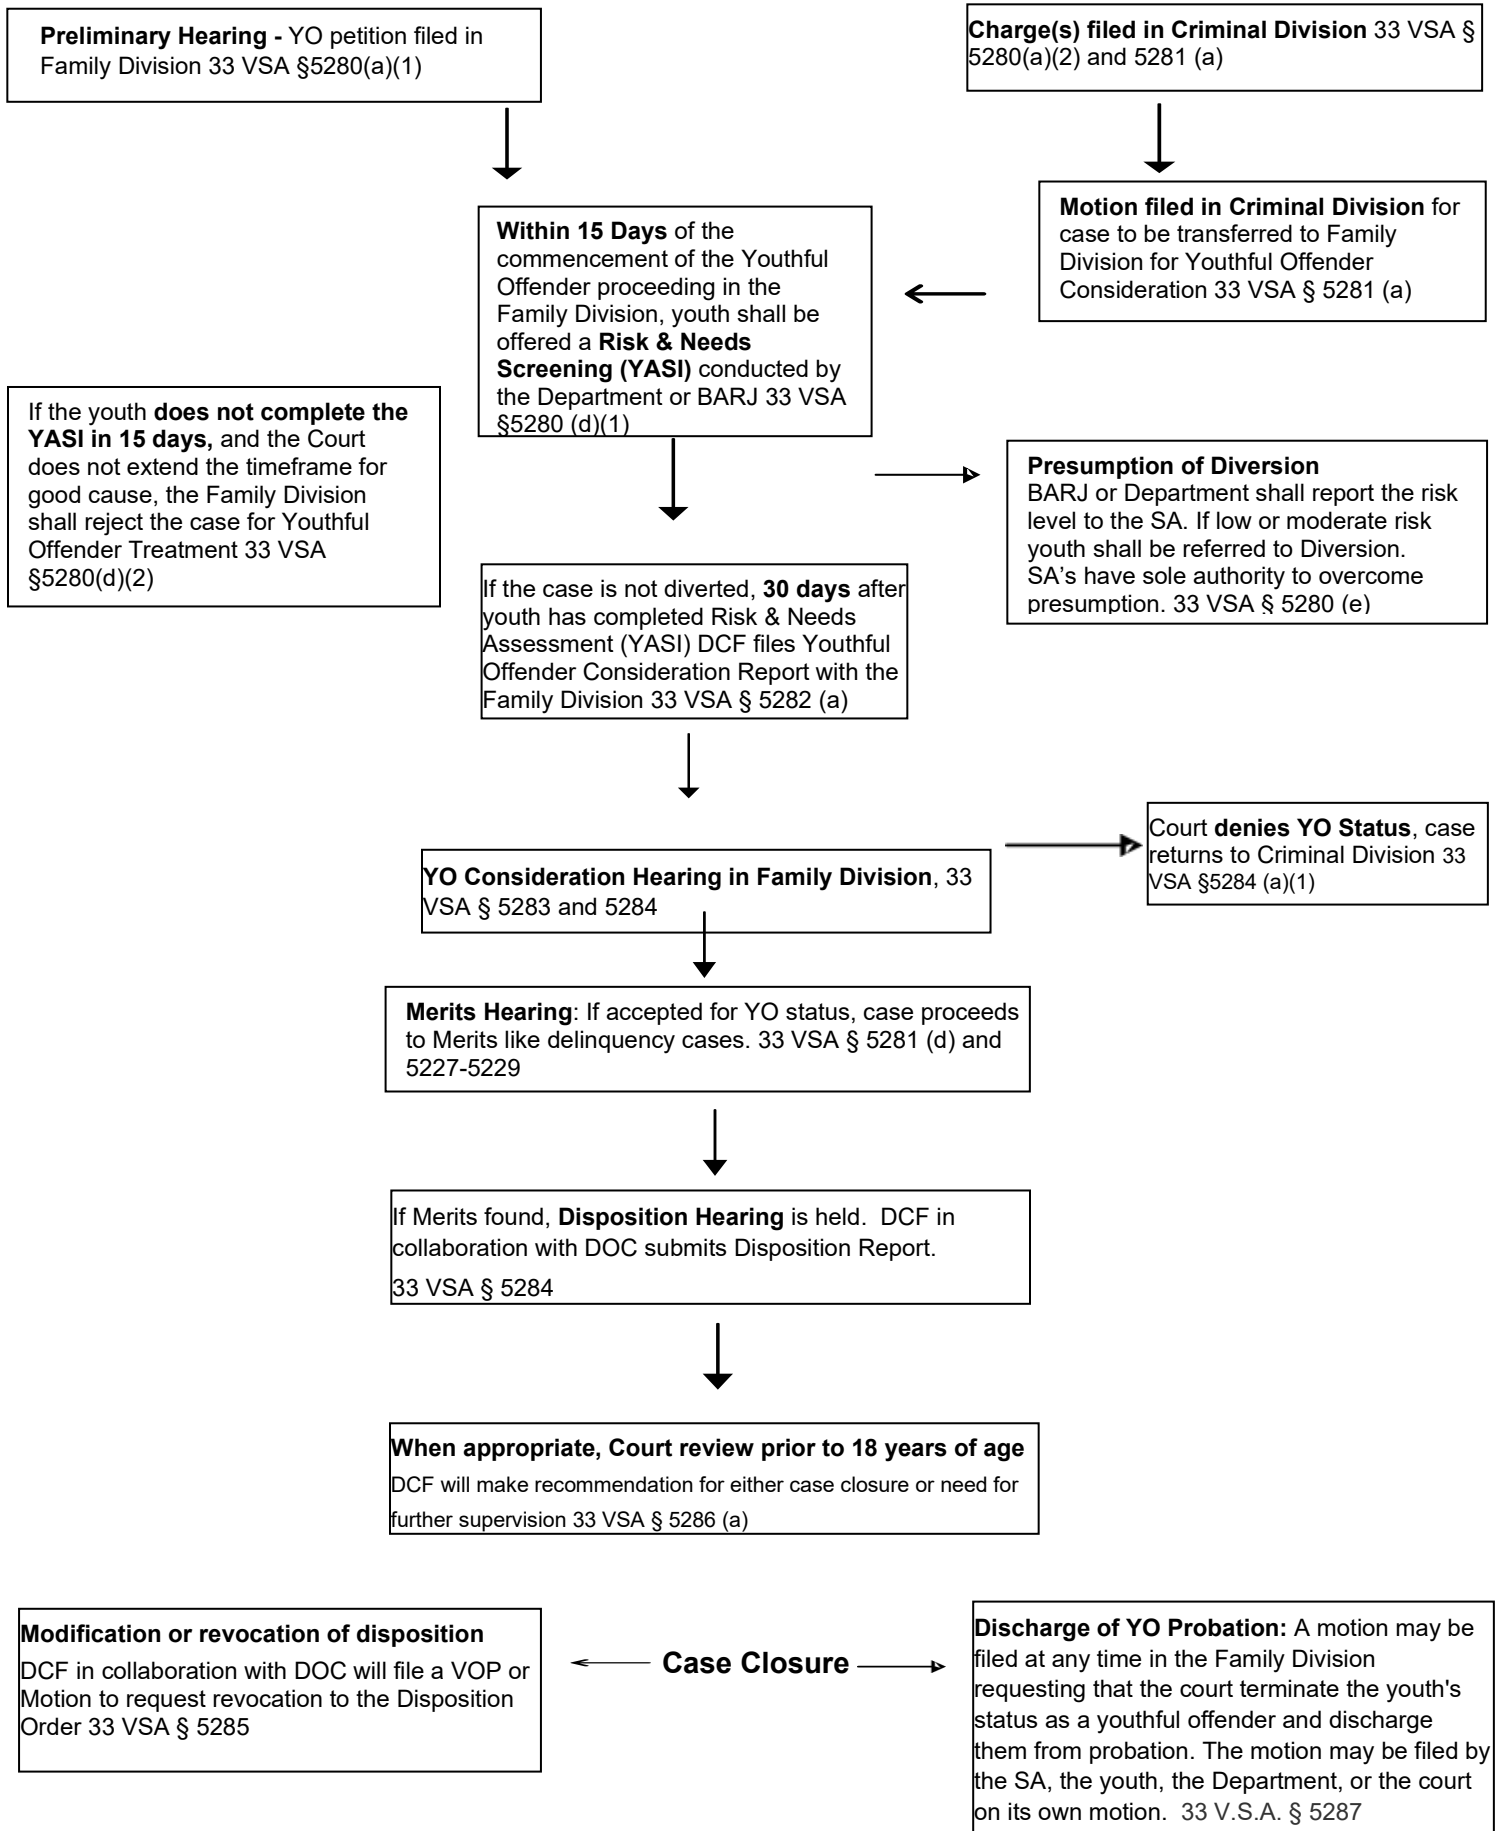 Preliminary Hearing - YO petition filed in
Family Division 33 VSA §5280(a)(1)
Charge(s) filed in Criminal Division 33 VSA §
5280(a)(2) and 5281 (a)
Motion filed in Criminal Division for
case to be transferred to Family
Division for Youthful Offender
Consideration 33 VSA § 5281 (a)
Within 15 Days of the
commencement of the Youthful
Offender proceeding in the
Family Division, youth shall be
offered a Risk & Needs
Screening (YASI) conducted by
the Department or BARJ 33 VSA
§5280 (d)(1)
If the youth does not complete the
YASI in 15 days, and the Court
does not extend the timeframe for
good cause, the Family Division
shall reject the case for Youthful
Offender Treatment 33 VSA
§5280(d)(2)
Presumption of Diversion
BARJ or Department shall report the risk
level to the SA. If low or moderate risk
youth shall be referred to Diversion.
SA's have sole authority to overcome
presumption. 33 VSA § 5280 (e)
If the case is not diverted, 30 days after
youth has completed Risk & Needs
Assessment (YASI) DCF files Youthful
Offender Consideration Report with the
Family Division 33 VSA § 5282 (a)
Court denies YO Status, case
returns to Criminal Division 33
VSA §5284 (a)(1)
YO Consideration Hearing in Family Division, 33
VSA § 5283 and 5284
Merits Hearing: If accepted for YO status, case proceeds
to Merits like delinquency cases. 33 VSA § 5281 (d) and
5227-5229
If Merits found, Disposition Hearing is held.  DCF in
collaboration with DOC submits Disposition Report.
33 VSA § 5284
When appropriate, Court review prior to 18 years of age
DCF will make recommendation for either case closure or need for
further supervision 33 VSA § 5286 (a)
Modification or revocation of disposition
DCF in collaboration with DOC will file a VOP or
Motion to request revocation to the Disposition
Order 33 VSA § 5285
Case Closure
Discharge of YO Probation: A motion may be
filed at any time in the Family Division
requesting that the court terminate the youth's
status as a youthful offender and discharge
them from probation. The motion may be filed by
the SA, the youth, the Department, or the court
on its own motion.  33 V.S.A. § 5287